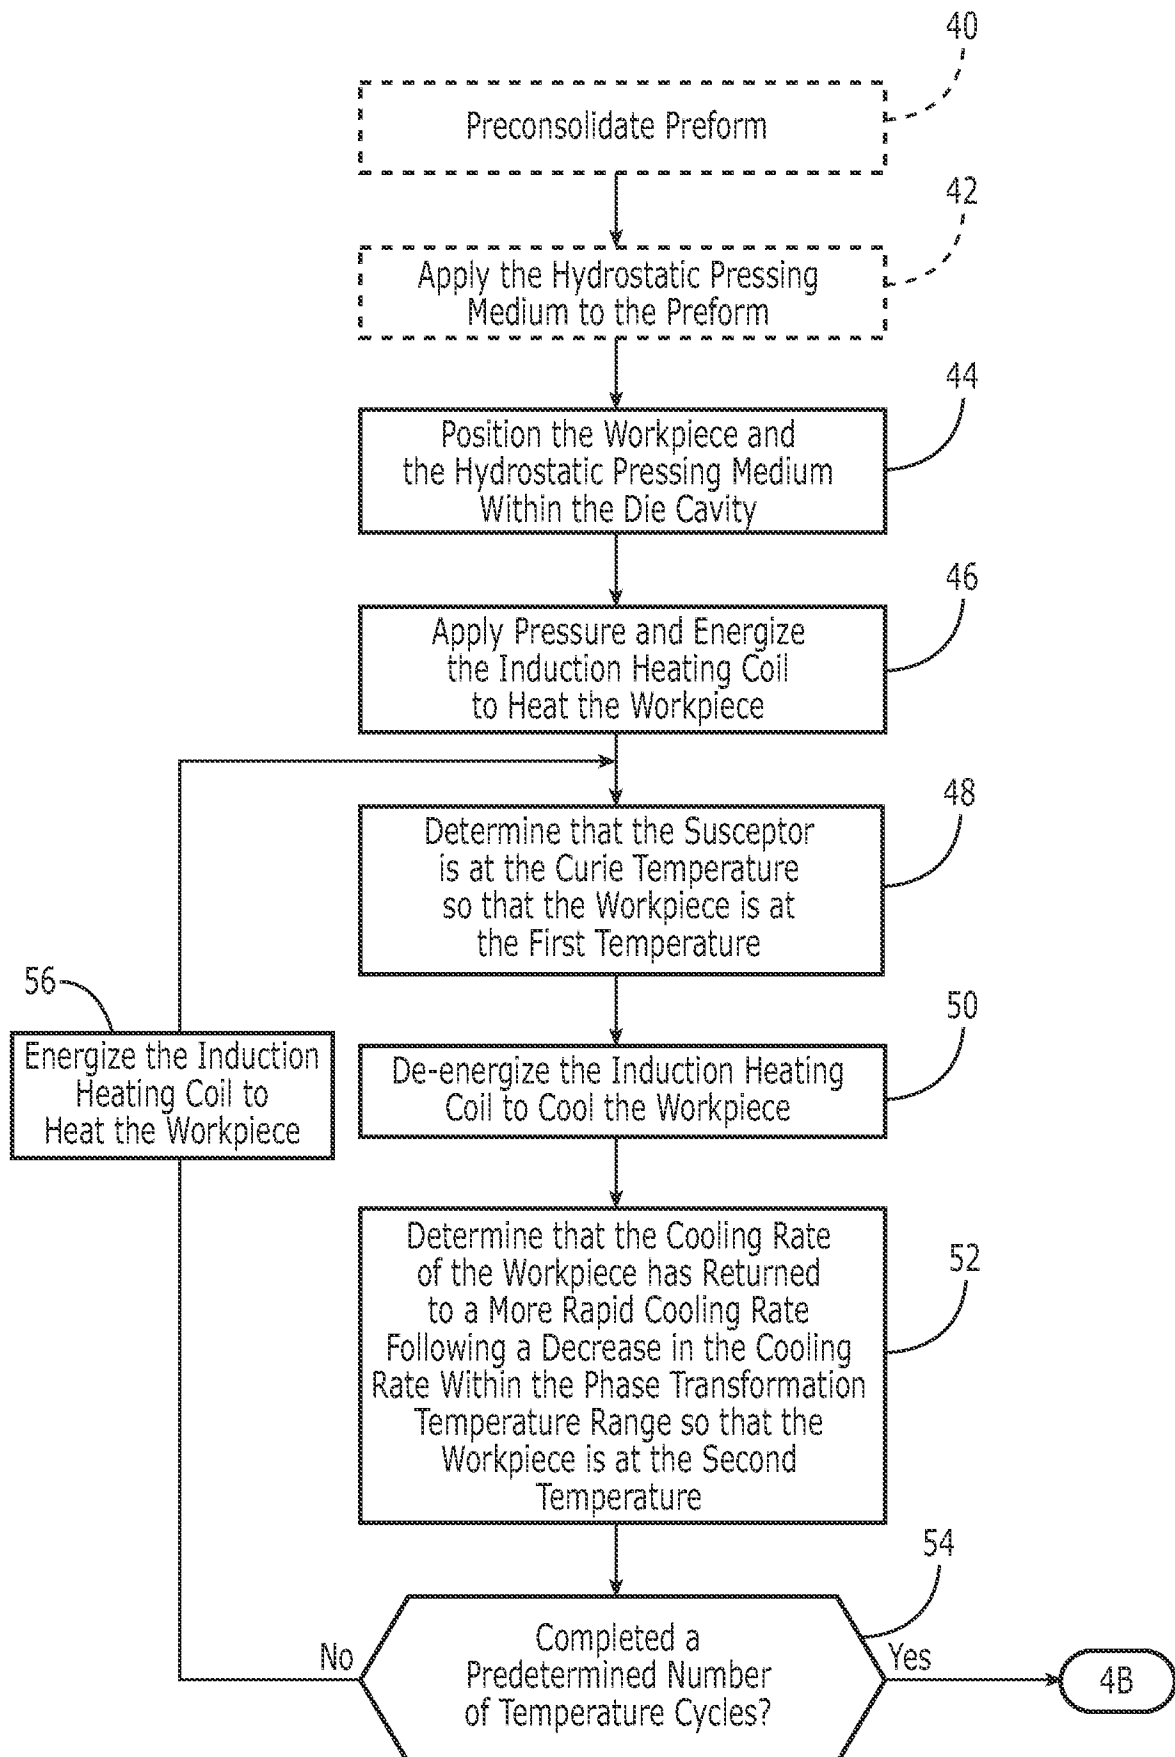 40
Preconsolidate Preform
42
Apply the Hydrostatic Pressing
Medium to the Preform
44
Position the Workpiece and
the Hydrostatic Pressing Medium
Within the Die Cavity
46
Apply Pressure and Energize
the Induction Heating Coil
to Heat the Workpiece
48
Determine that the Susceptor
is at the Curie Temperature
so that the Workpiece is at
the First Temperature
56
Energize the Induction
Heating Coil to
Heat the Workpiece
50
De-energize the Induction Heating
Coil to Cool the Workpiece
52
Determine that the Cooling Rate
of the Workpiece has Returned
to a More Rapid Cooling Rate
Following a Decrease in the Cooling
Rate Within the Phase Transformation
Temperature Range so that the
Workpiece is at the Second
Temperature
54
Completed a
Predetermined Number
of Temperature Cycles?
No
Yes
4B